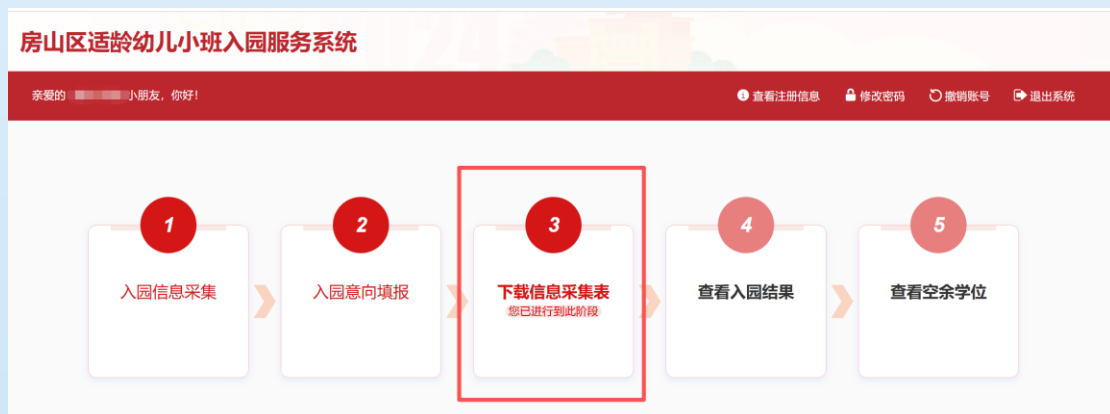 房山区适龄幼儿小班入园服务系统
亲爱的 小朋友，你好！
查看注册信息 修改密码 撤销账号 退出系统
1 2 3 4 5
入园信息采集 入园意向填报 下载信息采集表 查看入园结果 查看空余学位
您已进行到此阶段